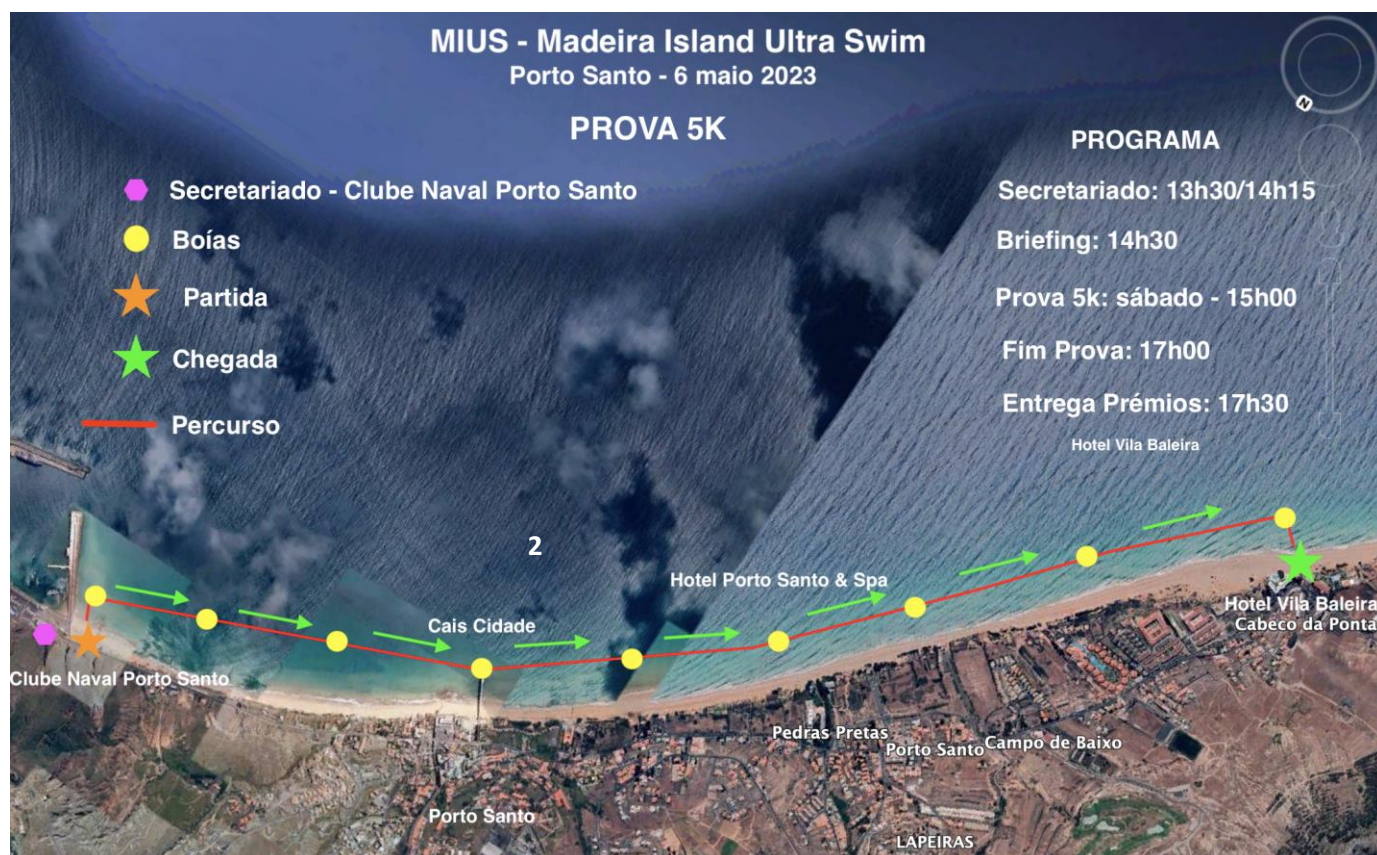 MIUS - Madeira Island Ultra Swim
Porto Santo - 6 maio 2023
PROVA 5K
Secretariado - Clube Naval Porto Santo
Boías
Partida
Chegada
Percurso
PROGRAMA
Secretariado: 13h30/14h15
Briefing: 14h30
Prova 5k: sábado - 15h00
Fim Prova: 17h00
Entrega Prémios: 17h30
Hotel Vila Baleira
N
2
Cais Cidade
Hotel Porto Santo & Spa
Hotel Vila Baleira
Cabeco da Ponta
Clube Naval Porto Santo
Pedras Pretas
Porto Santo
Campo de Baixo
Porto Santo
LAPEIRAS